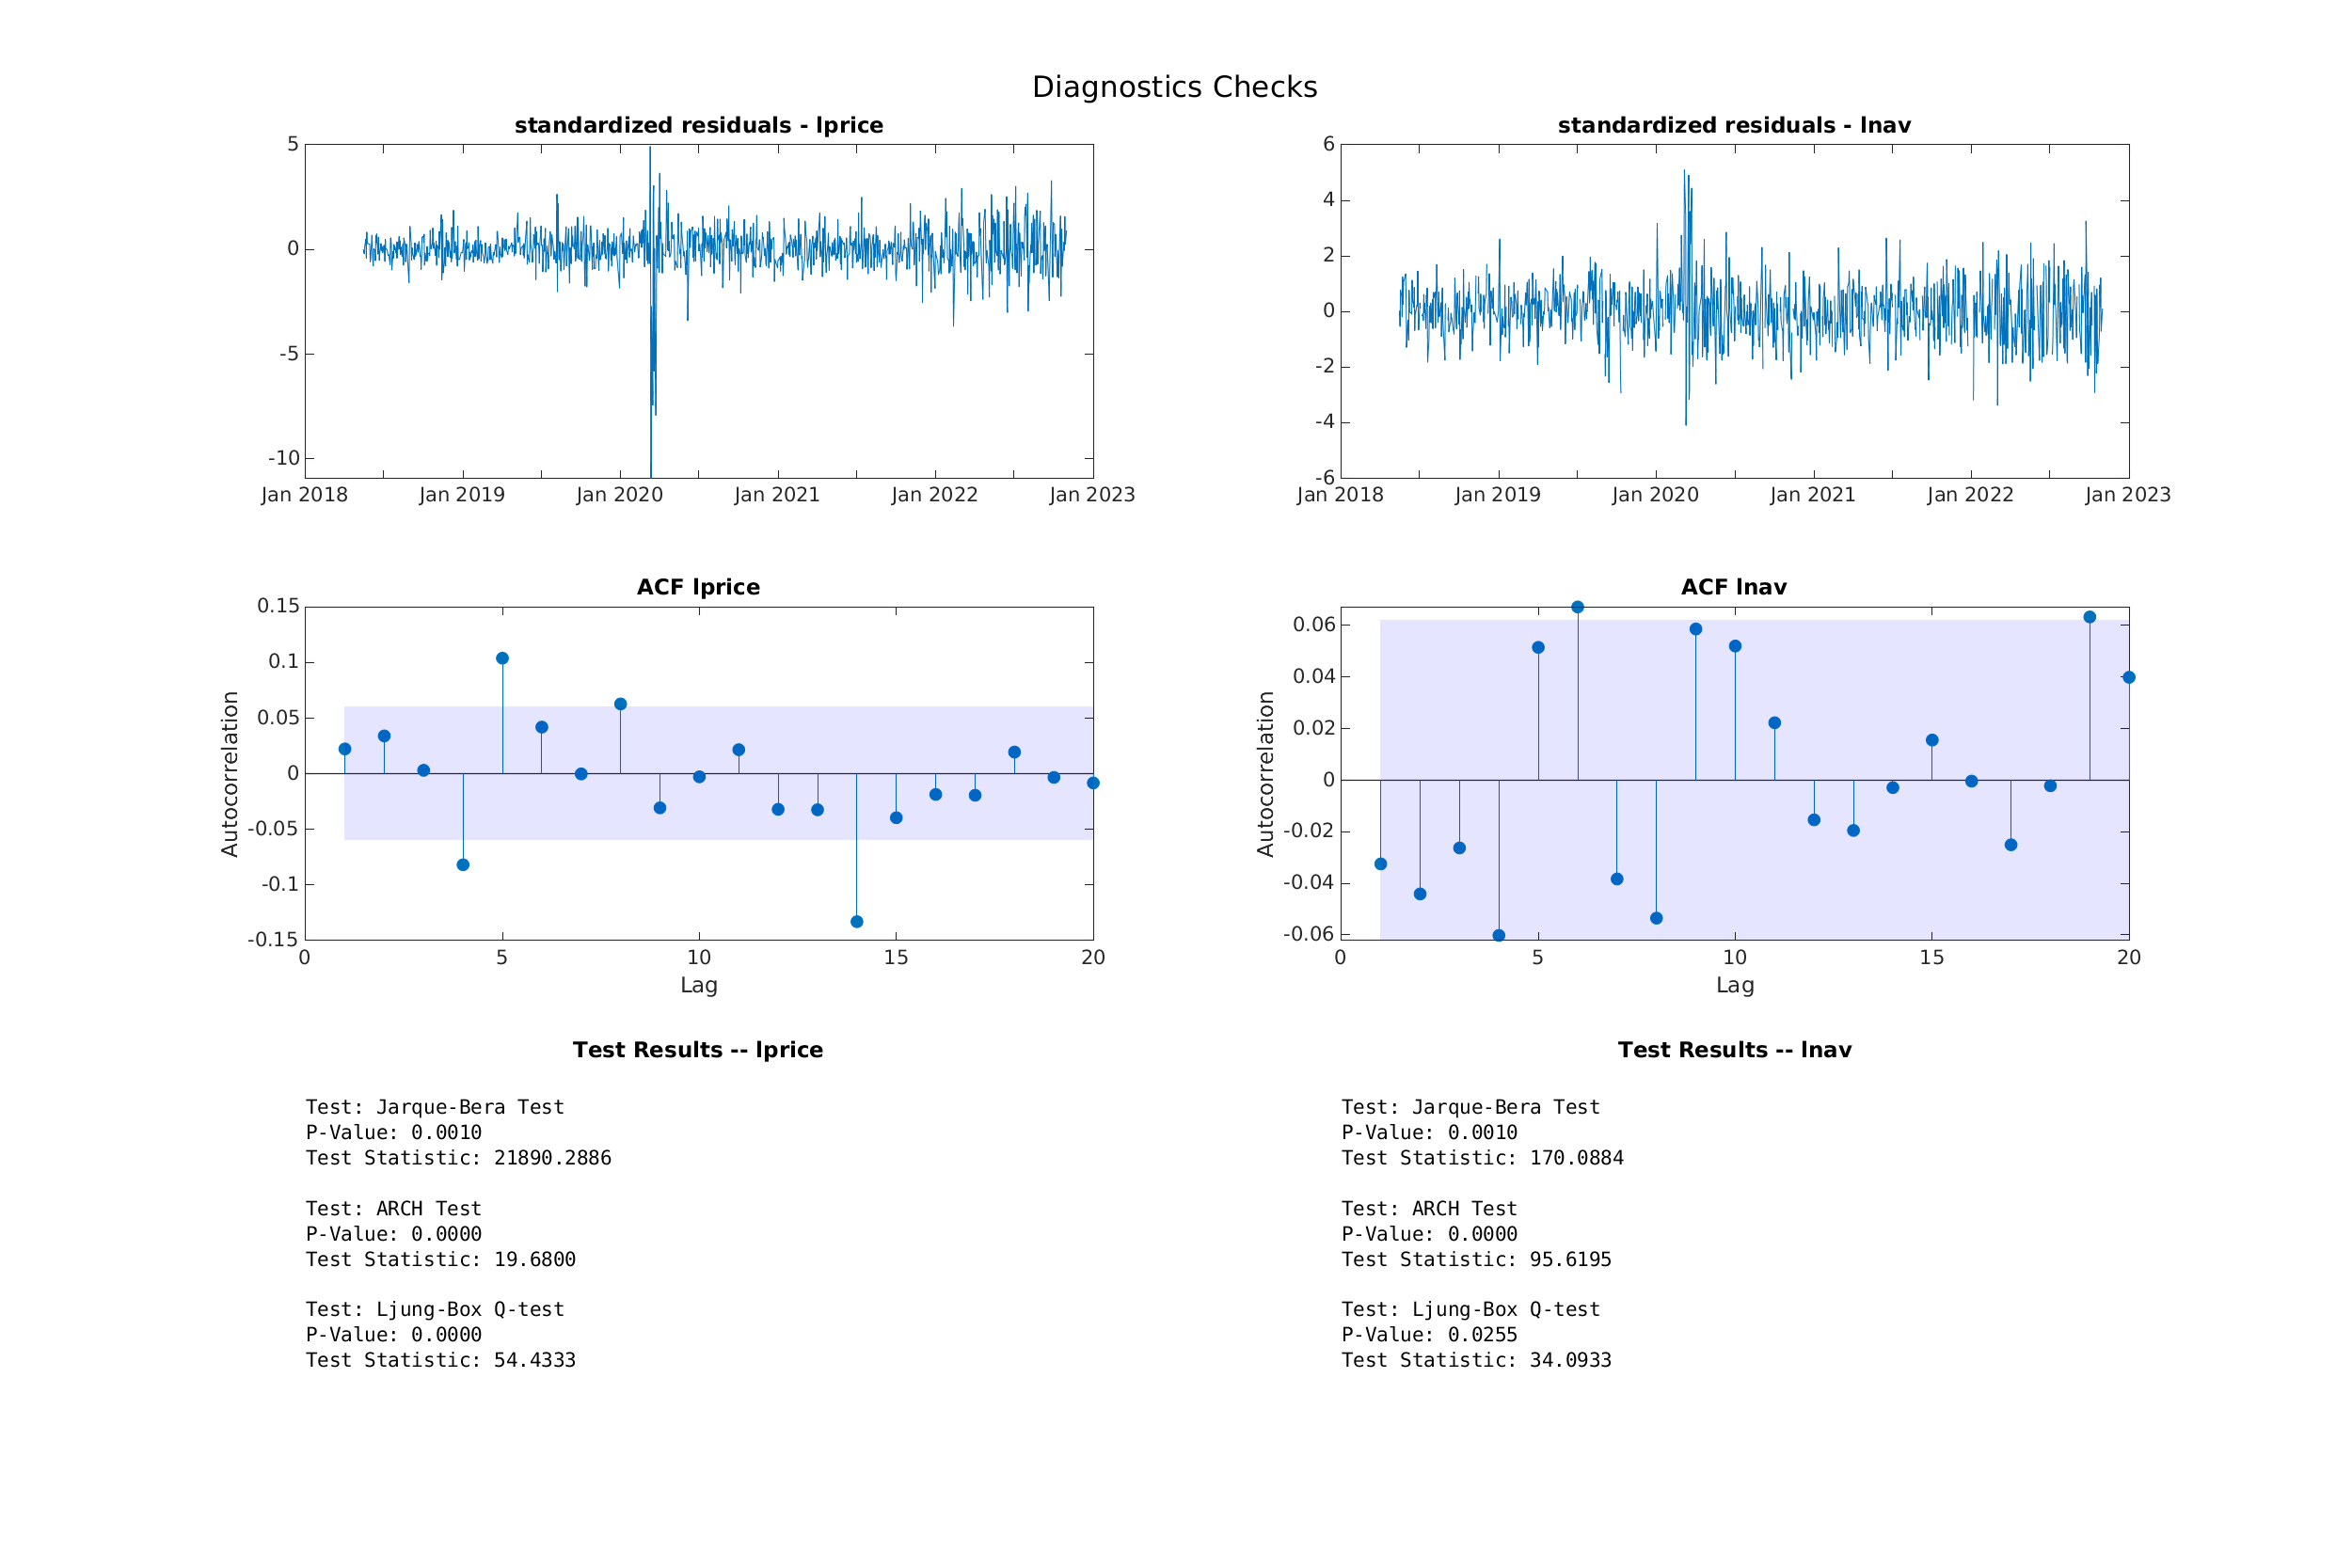 Diagnostics Checks
standardized residuals - lprice
5
0
-5
-10
Jan 2018 Jan 2019 Jan 2020 Jan 2021 Jan 2022 Jan 2023
standardized residuals - lnav
6
4
2
0
-2
-4
-6
Jan 2018 Jan 2019 Jan 2020 Jan 2021 Jan 2022 Jan 2023
ACF lprice
Autocorrelation
0.15
0.1
0.05
0
-0.05
-0.1
-0.15
0 5 10 15 20
Lag
ACF lnav
Autocorrelation
0.06
0.04
0.02
0
-0.02
-0.04
-0.06
0 5 10 15 20
Lag
Test Results -- lprice
Test: Jarque-Bera Test
P-Value: 0.0010
Test Statistic: 21890.2886
Test: ARCH Test
P-Value: 0.0000
Test Statistic: 19.6800
Test: Ljung-Box Q-test
P-Value: 0.0000
Test Statistic: 54.4333
Test Results -- lnav
Test: Jarque-Bera Test
P-Value: 0.0010
Test Statistic: 170.0884
Test: ARCH Test
P-Value: 0.0000
Test Statistic: 95.6195
Test: Ljung-Box Q-test
P-Value: 0.0255
Test Statistic: 34.0933